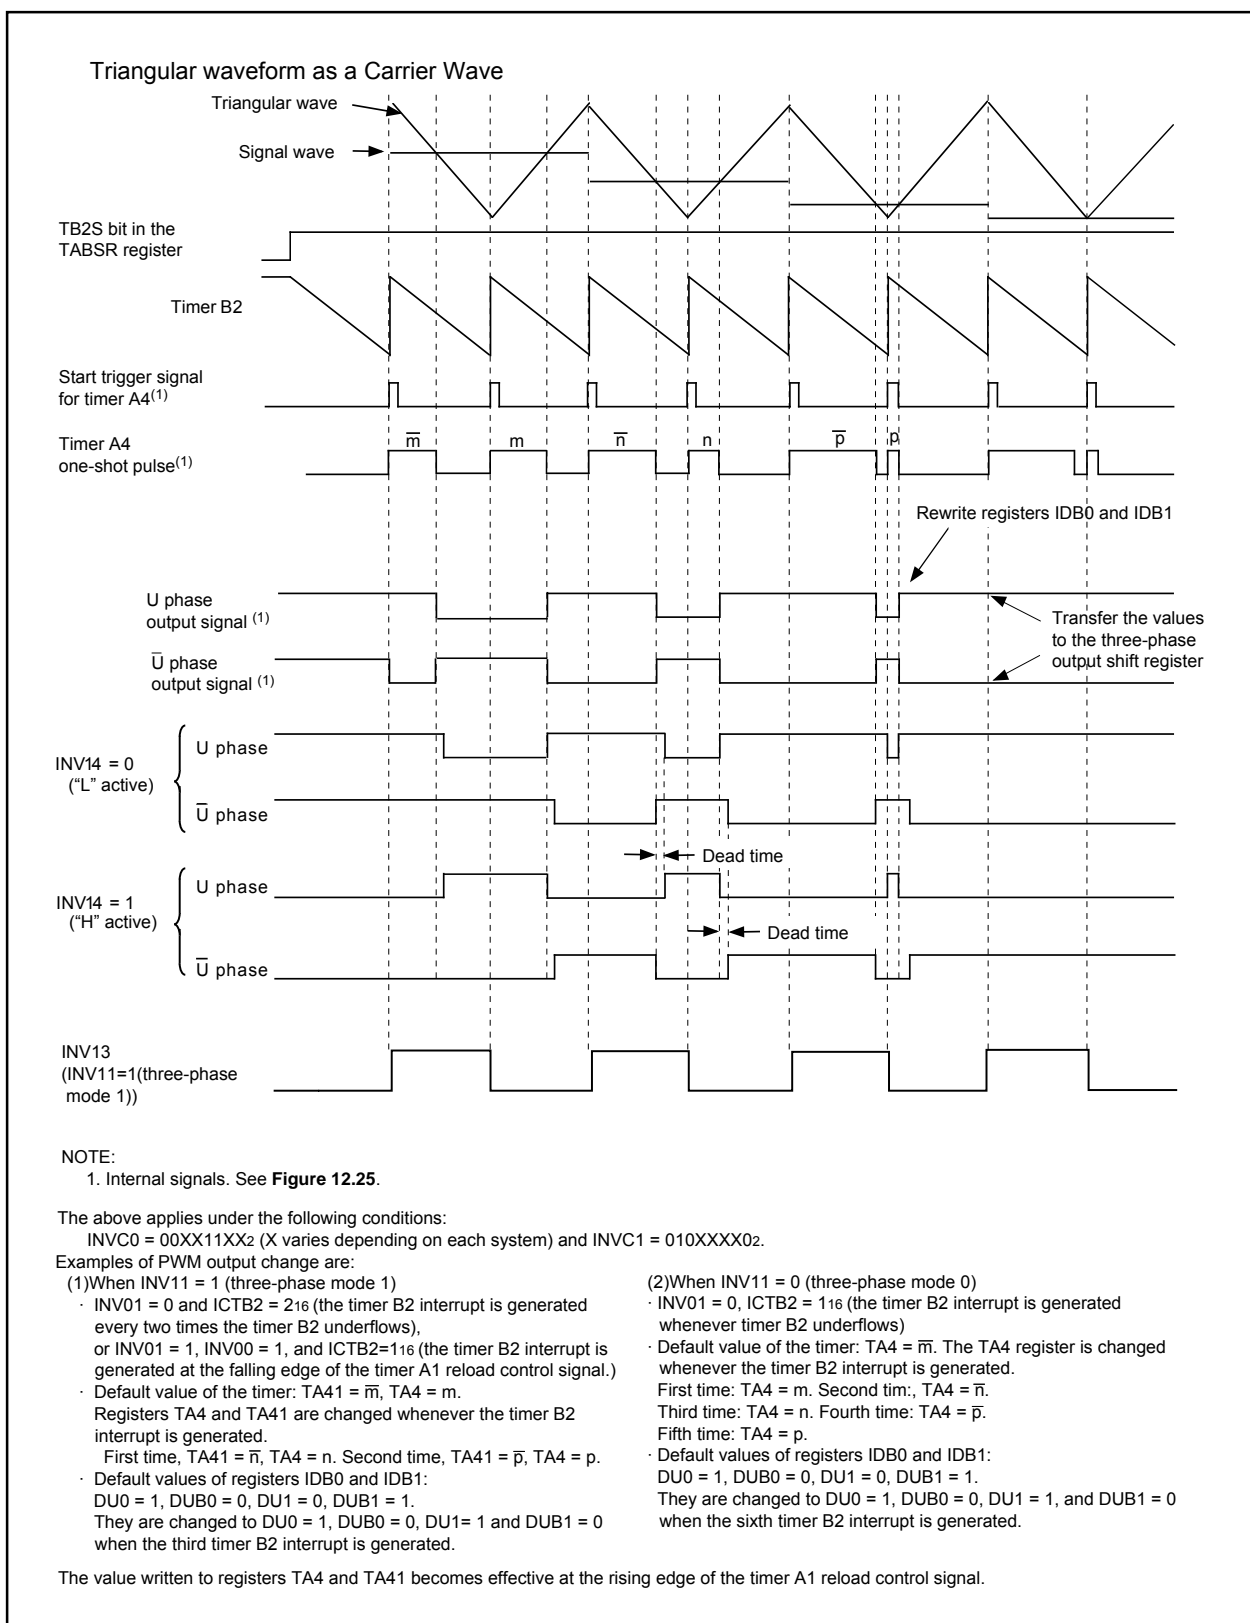 Triangular waveform as a Carrier Wave
Triangular wave
Signal wave
TB2S bit in the
TABSR register
Timer B2
Start trigger signal
for timer A4(1)
Timer A4
one-shot pulse(1)
m̅ m n̅ n p̅ p
Rewrite registers IDB0 and IDB1
U phase
output signal (1)
Transfer the values
to the three-phase
output shift register
U̅ phase
output signal (1)
INV14 = 0
(“L” active)
U phase
U̅ phase
Dead time
INV14 = 1
(“H” active)
U phase
Dead time
U̅ phase
INV13
(INV11=1(three-phase
mode 1))
NOTE:
1. Internal signals. See Figure 12.25.
The above applies under the following conditions:
INVC0 = 00XX11XX2 (X varies depending on each system) and INVC1 = 010XXXX02.
Examples of PWM output change are:
(1)When INV11 = 1 (three-phase mode 1)
· INV01 = 0 and ICTB2 = 216 (the timer B2 interrupt is generated
every two times the timer B2 underflows),
or INV01 = 1, INV00 = 1, and ICTB2=116 (the timer B2 interrupt is
generated at the falling edge of the timer A1 reload control signal.)
· Default value of the timer: TA41 = m̅, TA4 = m.
Registers TA4 and TA41 are changed whenever the timer B2
interrupt is generated.
First time, TA41 = n̅, TA4 = n. Second time, TA41 = p̅, TA4 = p.
· Default values of registers IDB0 and IDB1:
DU0 = 1, DUB0 = 0, DU1 = 0, DUB1 = 1.
They are changed to DU0 = 1, DUB0 = 0, DU1= 1 and DUB1 = 0
when the third timer B2 interrupt is generated.
(2)When INV11 = 0 (three-phase mode 0)
· INV01 = 0, ICTB2 = 116 (the timer B2 interrupt is generated
whenever timer B2 underflows)
· Default value of the timer: TA4 = m̅. The TA4 register is changed
whenever the timer B2 interrupt is generated.
First time: TA4 = m. Second tim:, TA4 = n̅.
Third time: TA4 = n. Fourth time: TA4 = p̅.
Fifth time: TA4 = p.
· Default values of registers IDB0 and IDB1:
DU0 = 1, DUB0 = 0, DU1 = 0, DUB1 = 1.
They are changed to DU0 = 1, DUB0 = 0, DU1 = 1, and DUB1 = 0
when the sixth timer B2 interrupt is generated.
The value written to registers TA4 and TA41 becomes effective at the rising edge of the timer A1 reload control signal.